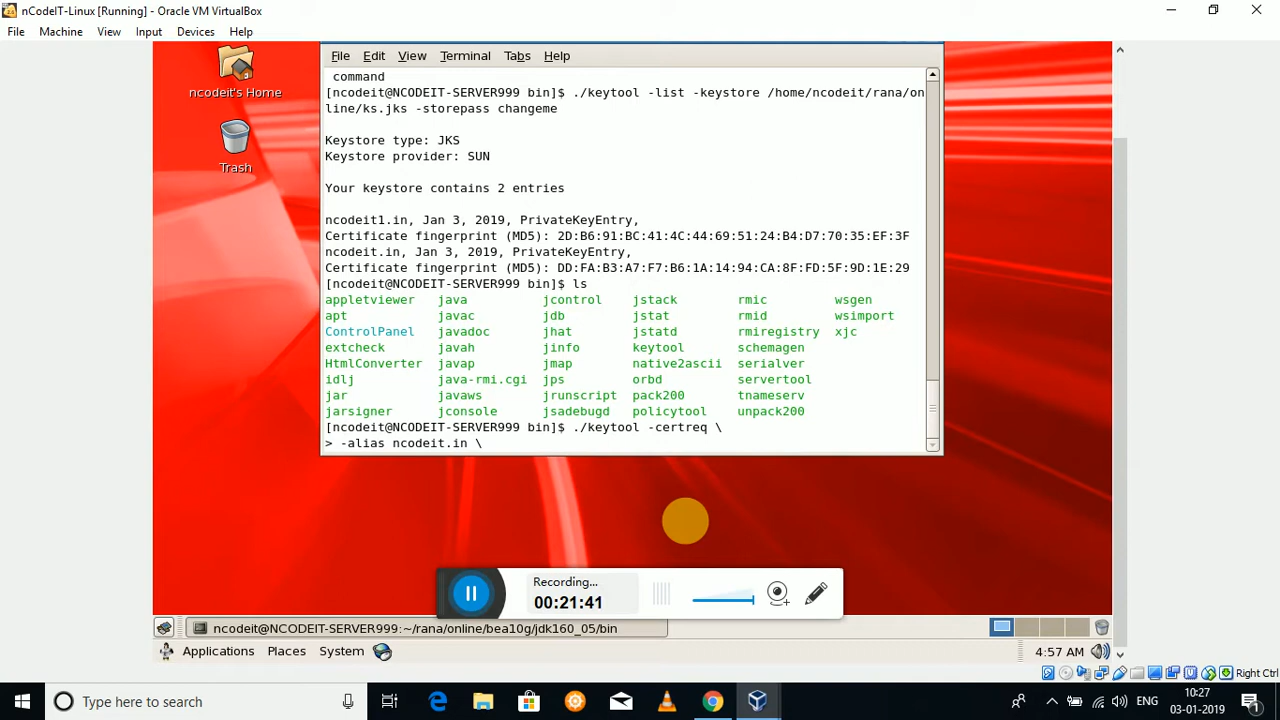 nCodeIT-Linux [Running] - Oracle VM VirtualBox
File Machine View Input Devices Help
ncodeit's Home
Trash
File Edit View Terminal Tabs Help
command
[ncodeit@NCODEIT-SERVER999 bin]$ ./keytool -list -keystore /home/ncodeit/rana/on
line/ks.jks -storepass changeme
Keystore type: JKS
Keystore provider: SUN
Your keystore contains 2 entries
ncodeit1.in, Jan 3, 2019, PrivateKeyEntry,
Certificate fingerprint (MD5): 2D:B6:91:BC:41:4C:44:69:51:24:B4:D7:70:35:EF:3F
ncodeit.in, Jan 3, 2019, PrivateKeyEntry,
Certificate fingerprint (MD5): DD:FA:B3:A7:F7:B6:1A:14:94:CA:8F:FD:5F:9D:1E:29
[ncodeit@NCODEIT-SERVER999 bin]$ ls
appletviewer java jcontrol jstack rmic wsgen
apt javac jdb jstat rmid wsimport
ControlPanel javadoc jhat jstatd rmiregistry xjc
extcheck javah jinfo keytool schemagen
HtmlConverter javap jmap native2ascii serialver
idlj java-rmi.cgi jps orbd servertool
jar javaws jrunscript pack200 tnameserv
jarsigner jconsole jsadebugd policytool unpack200
[ncodeit@NCODEIT-SERVER999 bin]$ ./keytool -certreq \
> -alias ncodeit.in \
Recording...
00:21:41
ncodeit@NCODEIT-SERVER999:~/rana/online/bea10g/jdk160_05/bin
Applications Places System 4:57 AM
Right Ctrl
Type here to search
ENG
10:27
03-01-2019
1